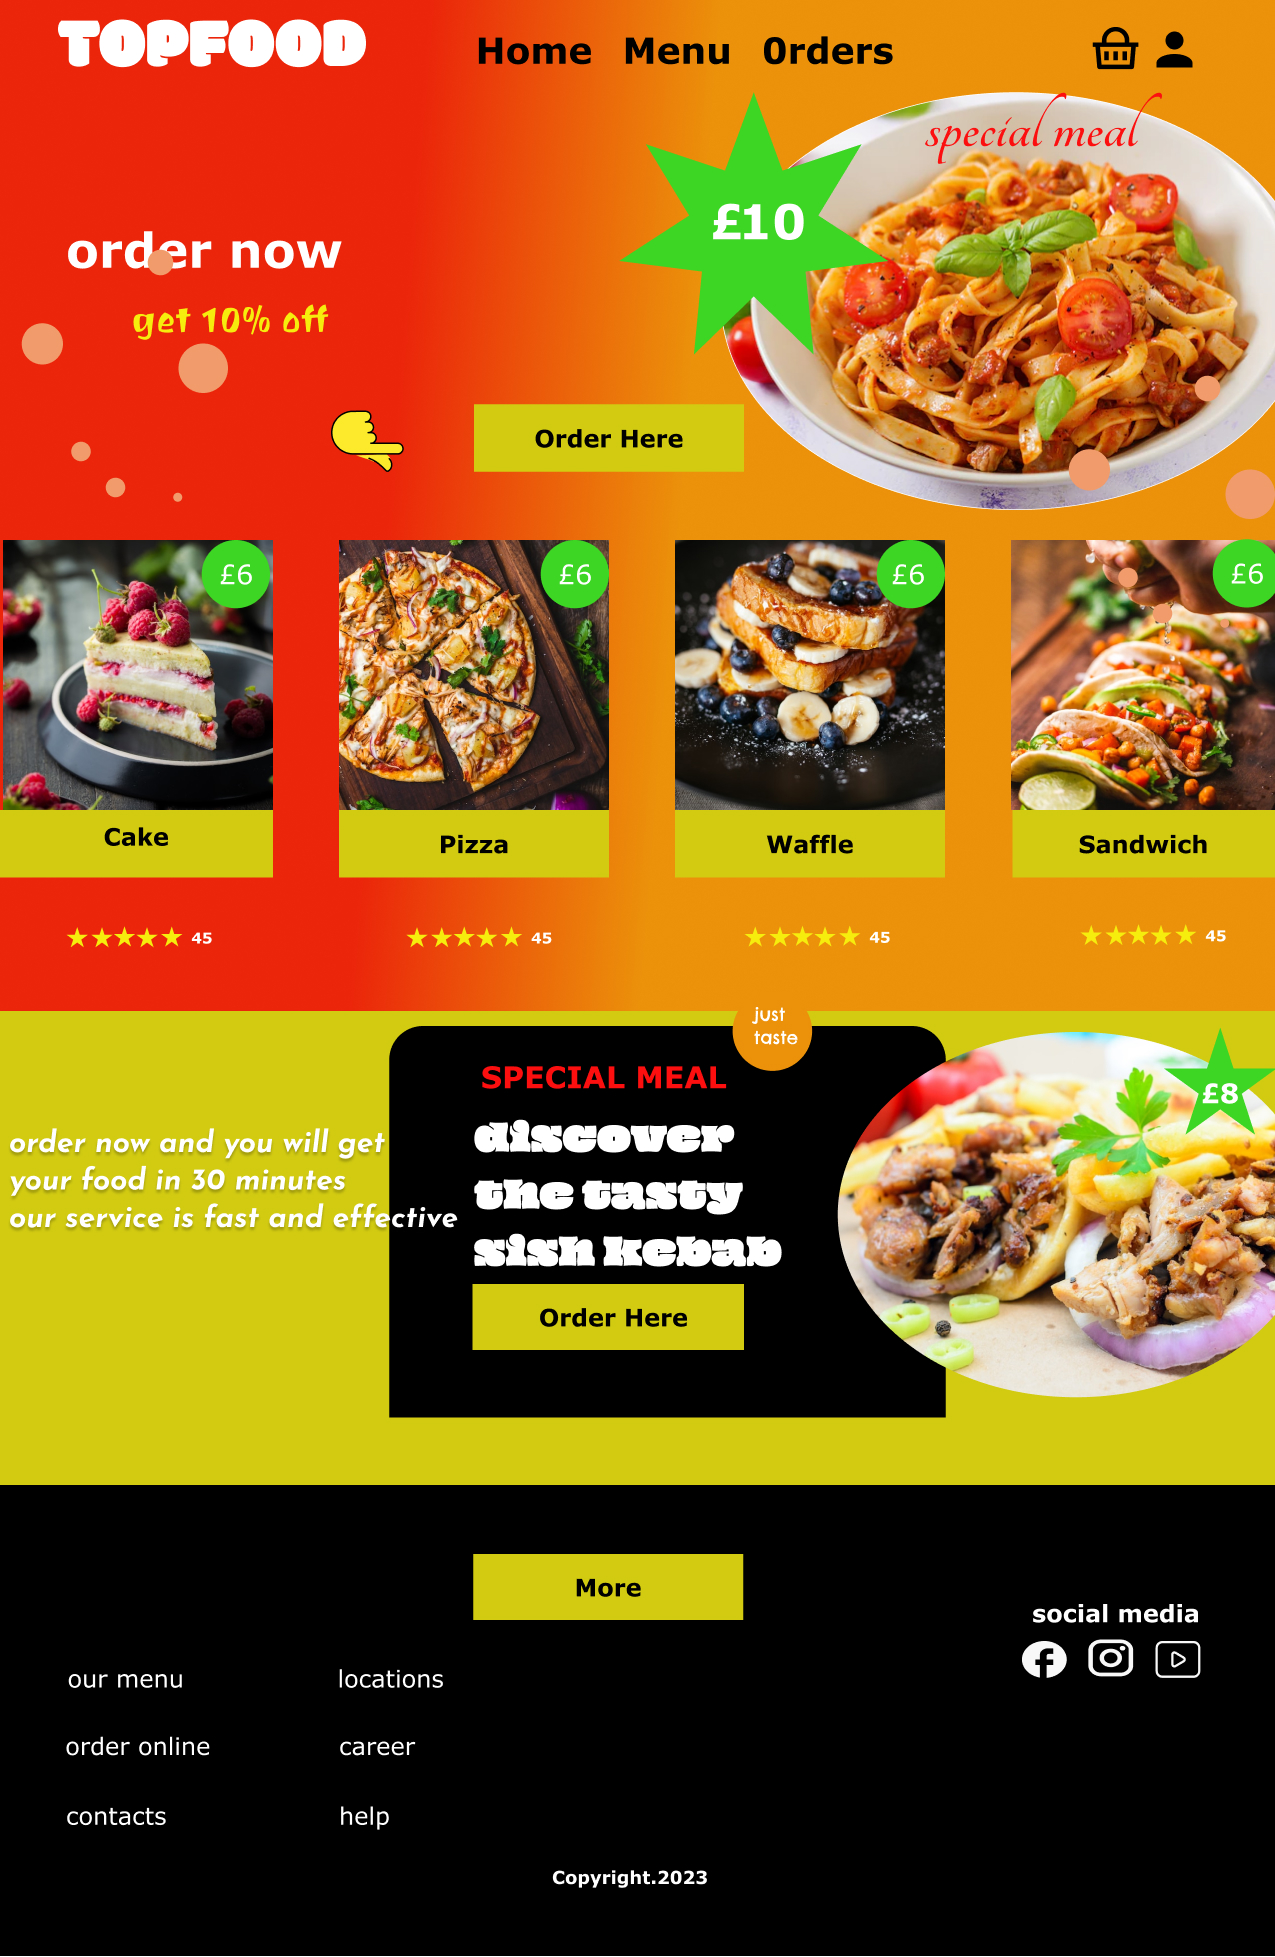 TOPFOOD
Home Menu 0rders
special meal
£10
order now
get 10% off
Order Here
£6
£6
£6
£6
Cake
Pizza
Waffle
Sandwich
45
45
45
45
just
taste
SPECIAL MEAL
£8
discover
the tasty
sish kebab
order now and you will get
your food in 30 minutes
our service is fast and effective
Order Here
More
social media
our menu
locations
order online
career
contacts
help
Copyright.2023